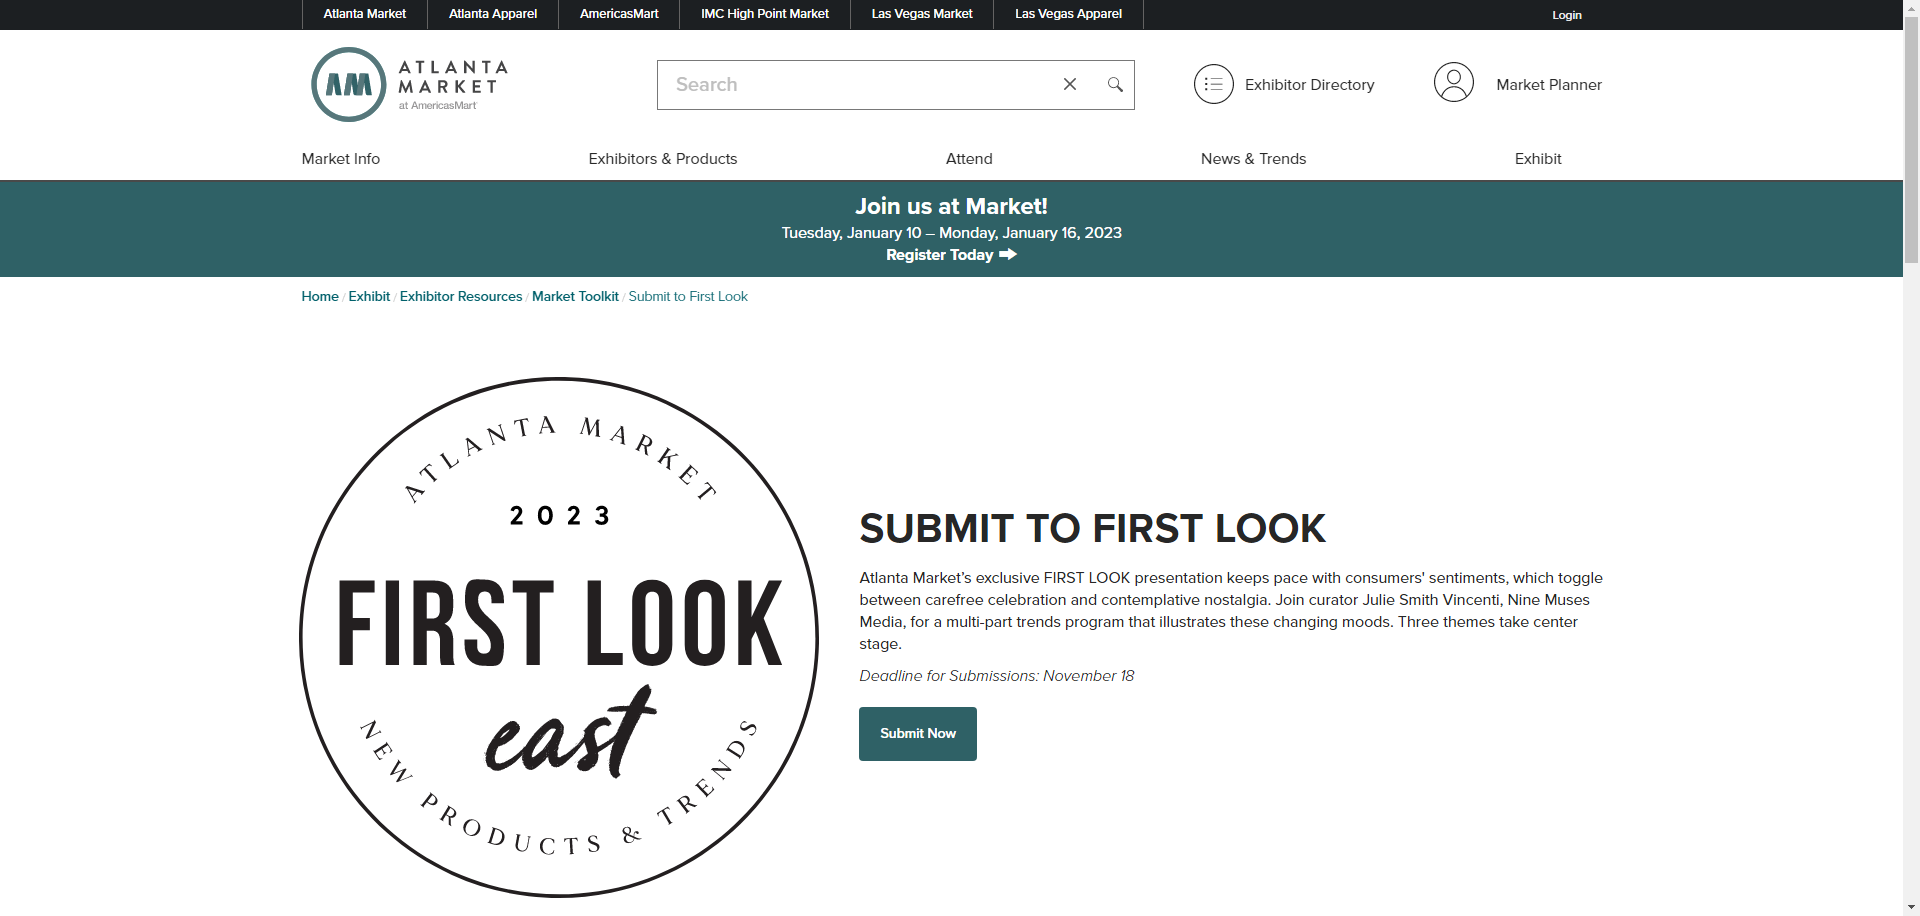 Atlanta Market
Atlanta Apparel
AmericasMart
IMC High Point Market
Las Vegas Market
Las Vegas Apparel
Login
AM
ATLANTA
MARKET
at AmericasMart
Search
Exhibitor Directory
Market Planner
Market Info
Exhibitors & Products
Attend
News & Trends
Exhibit
Join us at Market!
Tuesday, January 10 – Monday, January 16, 2023
Register Today
Home / Exhibit / Exhibitor Resources / Market Toolkit / Submit to First Look
ATLANTA MARKET
2023
FIRST LOOK
east
NEW PRODUCTS & TRENDS
SUBMIT TO FIRST LOOK
Atlanta Market's exclusive FIRST LOOK presentation keeps pace with consumers' sentiments, which toggle
between carefree celebration and contemplative nostalgia. Join curator Julie Smith Vincenti, Nine Muses
Media, for a multi-part trends program that illustrates these changing moods. Three themes take center
stage.
Deadline for Submissions: November 18
Submit Now